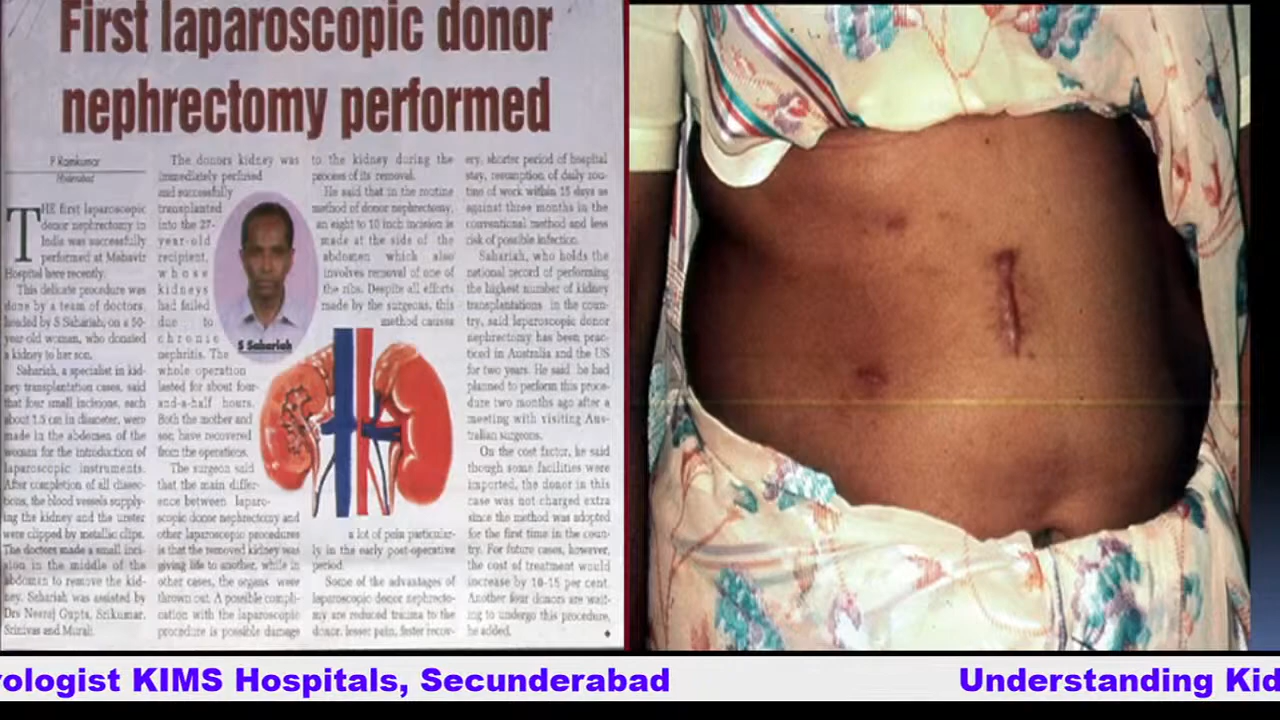 First laparoscopic donor
nephrectomy performed
P Ramkumar
Hyderabad
THE first laparoscopic
donor nephrectomy in
India was successfully
performed at Mahavir
Hospital here recently.
This delicate procedure was
done by a team of doctors,
headed by S Sahariah, on a 50-
year-old woman, who donated
a kidney to her son.
Sahariah, a specialist in kid-
ney transplantation cases, said
that four small incisions, each
about 1.5 cm in diameter, were
made in the abdomen of the
woman for the introduction of
laparoscopic instruments.
After completion of all dissec-
tions, the blood vessels supply-
ing the kidney and the ureter
were clipped by metallic clips.
The doctors made a small inci-
sion in the middle of the
abdomen to remove the kid-
ney. Sahariah was assisted by
Drs Neeraj Gupta, Srikumar,
Srinivas and Murali.
The donors kidney was
immediately perfused
and successfully
transplanted
into the 27-
year-old
recipient,
whose
kidneys
had failed
due to
chronic
nephritis. The
whole operation
lasted for about four-
and-a-half hours.
Both the mother and
son have recovered
from the operations.
The surgeon said
that the main differ-
ence between laparo-
scopic donor nephrectomy and
other laparoscopic procedures
is that the removed kidney was
giving life to another, while in
other cases, the organs were
thrown out. A possible compli-
cation with the laparoscopic
procedure is possible damage
S Sahariah
to the kidney during the
process of its removal.
He said that in the routine
method of donor nephrectomy,
an eight to 10 inch incision is
made at the side of the
abdomen which also
involves removal of one of
the ribs. Despite all efforts
made by the surgeons, this
method causes
a lot of pain particular-
ly in the early post-operative
period.
Some of the advantages of
laparoscopic donor nephrecto-
my are reduced trauma to the
donor, lesser pain, faster recov-
ery, shorter period of hospital
stay, resumption of daily rou-
tine of work within 15 days as
against three months in the
conventional method and less
risk of possible infection.
Sahariah, who holds the
national record of performing
the highest number of kidney
transplantations in the coun-
try, said laparoscopic donor
nephrectomy has been prac-
ticed in Australia and the US
for two years. He said he had
planned to perform this proce-
dure two months ago after a
meeting with visiting Aus-
tralian surgeons.
On the cost factor, he said
though some facilities were
imported, the donor in this
case was not charged extra
since the method was adopted
for the first time in the coun-
try. For future cases, however,
the cost of treatment would
increase by 10-15 per cent.
Another four donors are wait-
ing to undergo this procedure,
he added.
rologist KIMS Hospitals, Secunderabad
Understanding Kid